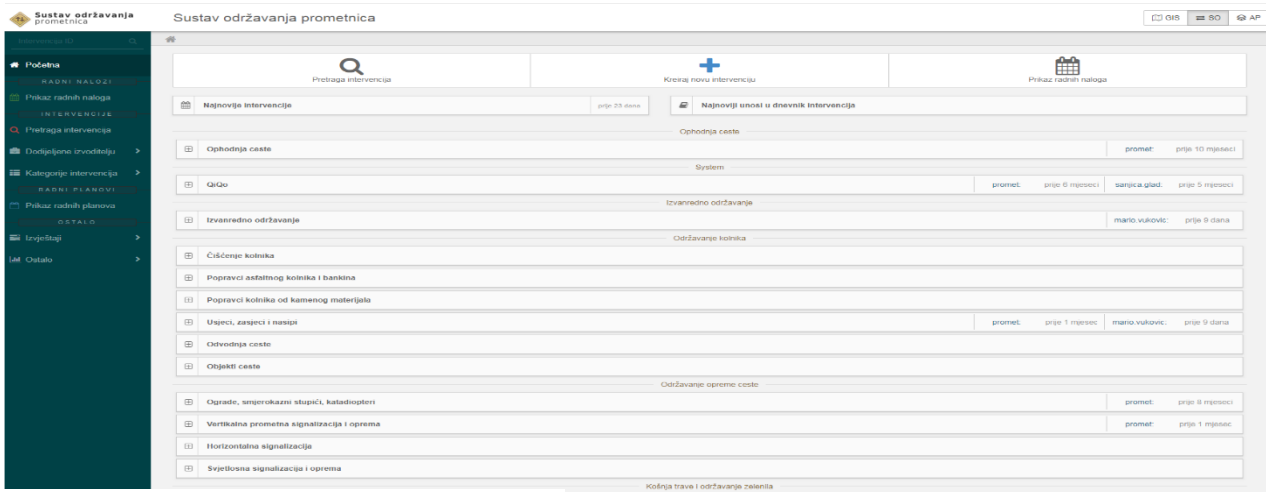 Sustav održavanja
prometnica
Sustav održavanja prometnica
GIS SO AP
Intervencija ID
Početna
RADNI NALOZI
Prikaz radnih naloga
INTERVENCIJE
Pretraga intervencija
Dodijeljene izvoditelju
Kategorije intervencija
RADNI PLANOVI
Prikaz radnih planova
OSTALO
Izvještaji
Ostalo
Pretraga intervencija
Kreiraj novu intervenciju
Prikaz radnih naloga
Najnovije intervencije prije 23 dana
Najnoviji unosi u dnevnik intervencija
Ophodnja ceste
Ophodnja ceste promet: prije 10 mjeseci
System
QiQo promet: prije 6 mjeseci sanjica.glad: prije 5 mjeseci
Izvanredno održavanje
Izvanredno održavanje mario.vukovic: prije 9 dana
Održavanje kolnika
Čišćenje kolnika
Popravci asfaltnog kolnika i bankina
Popravci kolnika od kamenog materijala
Usjeci, zasjeci i nasipi promet: prije 1 mjesec mario.vukovic: prije 9 dana
Odvodnja ceste
Objekti ceste
Održavanje opreme ceste
Ograde, smjerokazni stupići, katadiopteri promet: prije 8 mjeseci
Vertikalna prometna signalizacija i oprema promet: prije 1 mjesec
Horizontalna signalizacija
Svjetlosna signalizacija i oprema
Košnja trave i održavanje zelenila